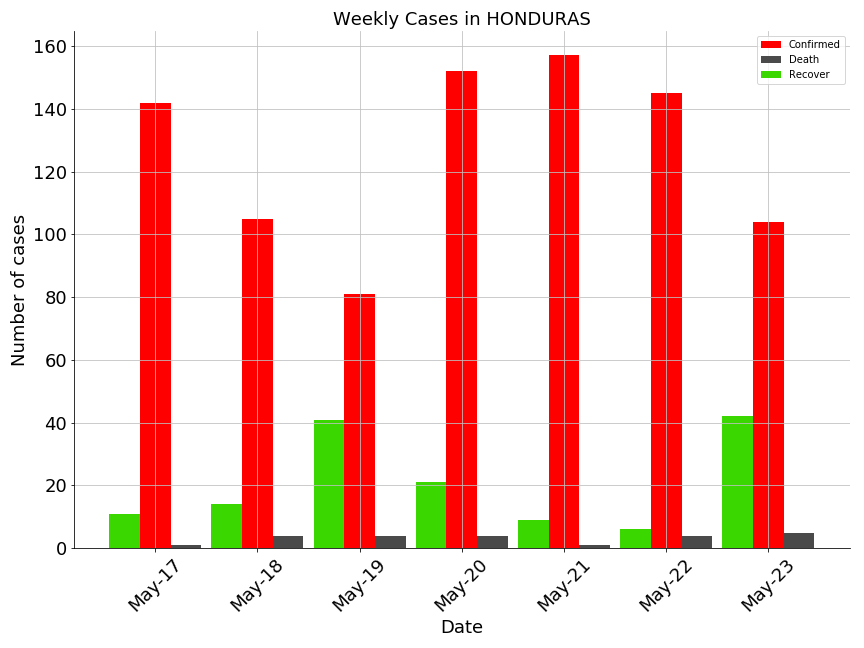 Weekly Cases in HONDURAS
Confirmed
Death
Recover
160
140
120
100
80
60
40
20
0
Number of cases
May-17
May-18
May-19
May-20
May-21
May-22
May-23
Date